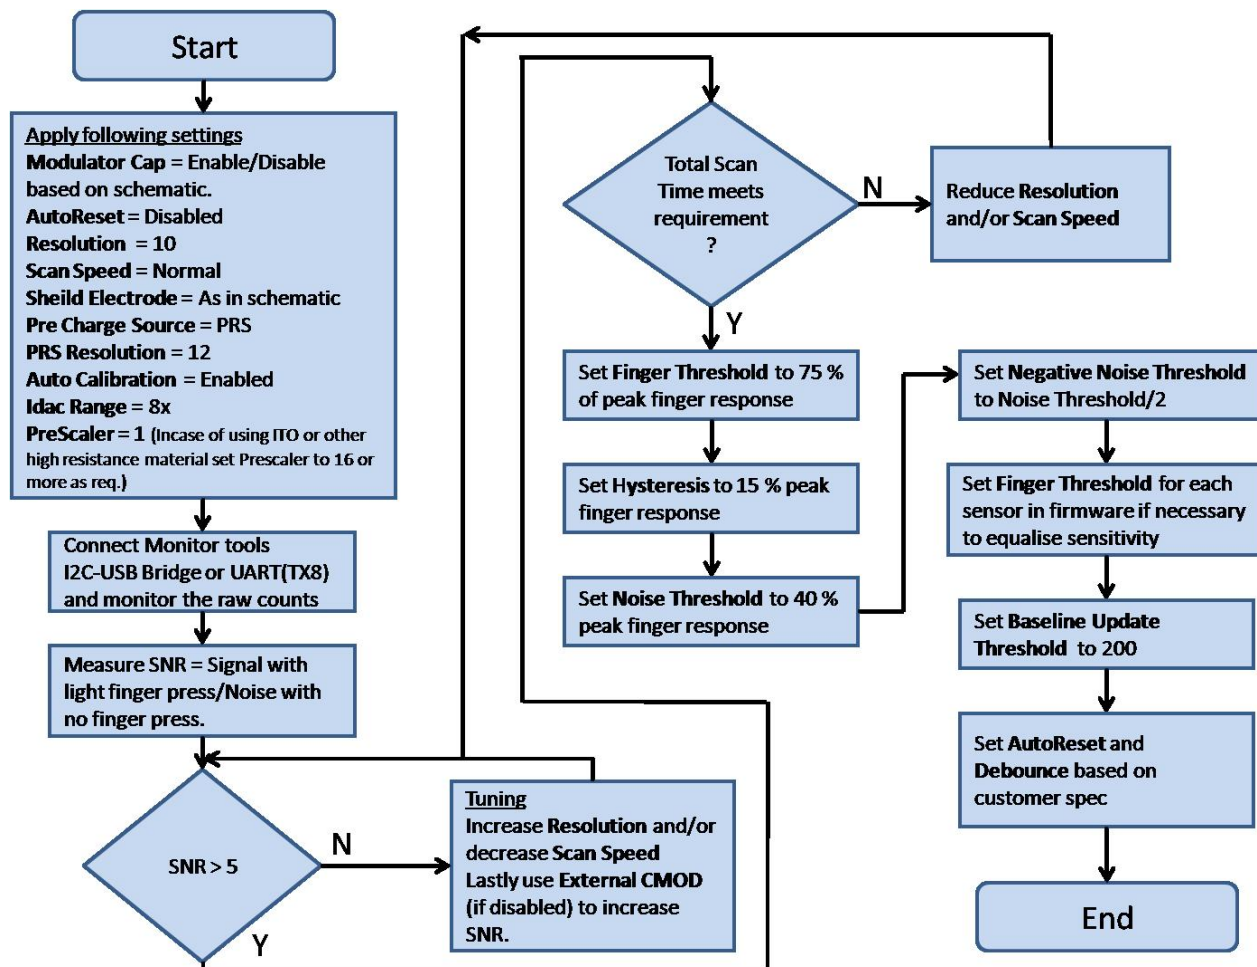 Start
Apply following settings
Modulator Cap = Enable/Disable
based on schematic.
AutoReset = Disabled
Resolution = 10
Scan Speed = Normal
Sheild Electrode = As in schematic
Pre Charge Source = PRS
PRS Resolution = 12
Auto Calibration = Enabled
Idac Range = 8x
PreScaler = 1 (Incase of using ITO or other
high resistance material set Prescaler to 16 or
more as req.)
Connect Monitor tools
I2C-USB Bridge or UART(TX8)
and monitor the raw counts
Measure SNR = Signal with
light finger press/Noise with
no finger press.
SNR > 5
N
Y
Tuning
Increase Resolution and/or
decrease Scan Speed
Lastly use External CMOD
(if disabled) to increase
SNR.
Total Scan
Time meets
requirement
?
N
Y
Reduce Resolution
and/or Scan Speed
Set Finger Threshold to 75 %
of peak finger response
Set Hysteresis to 15 % peak
finger response
Set Noise Threshold to 40 %
peak finger response
Set Negative Noise Threshold
to Noise Threshold/2
Set Finger Threshold for each
sensor in firmware if necessary
to equalise sensitivity
Set Baseline Update
Threshold to 200
Set AutoReset and
Debounce based on
customer spec
End